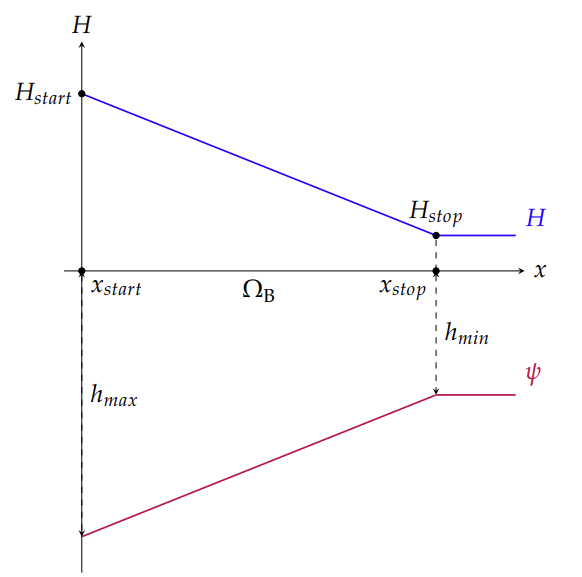 H
H_start
H_stop
H
x
x_start
Ω_B
x_stop
h_min
ψ
h_max